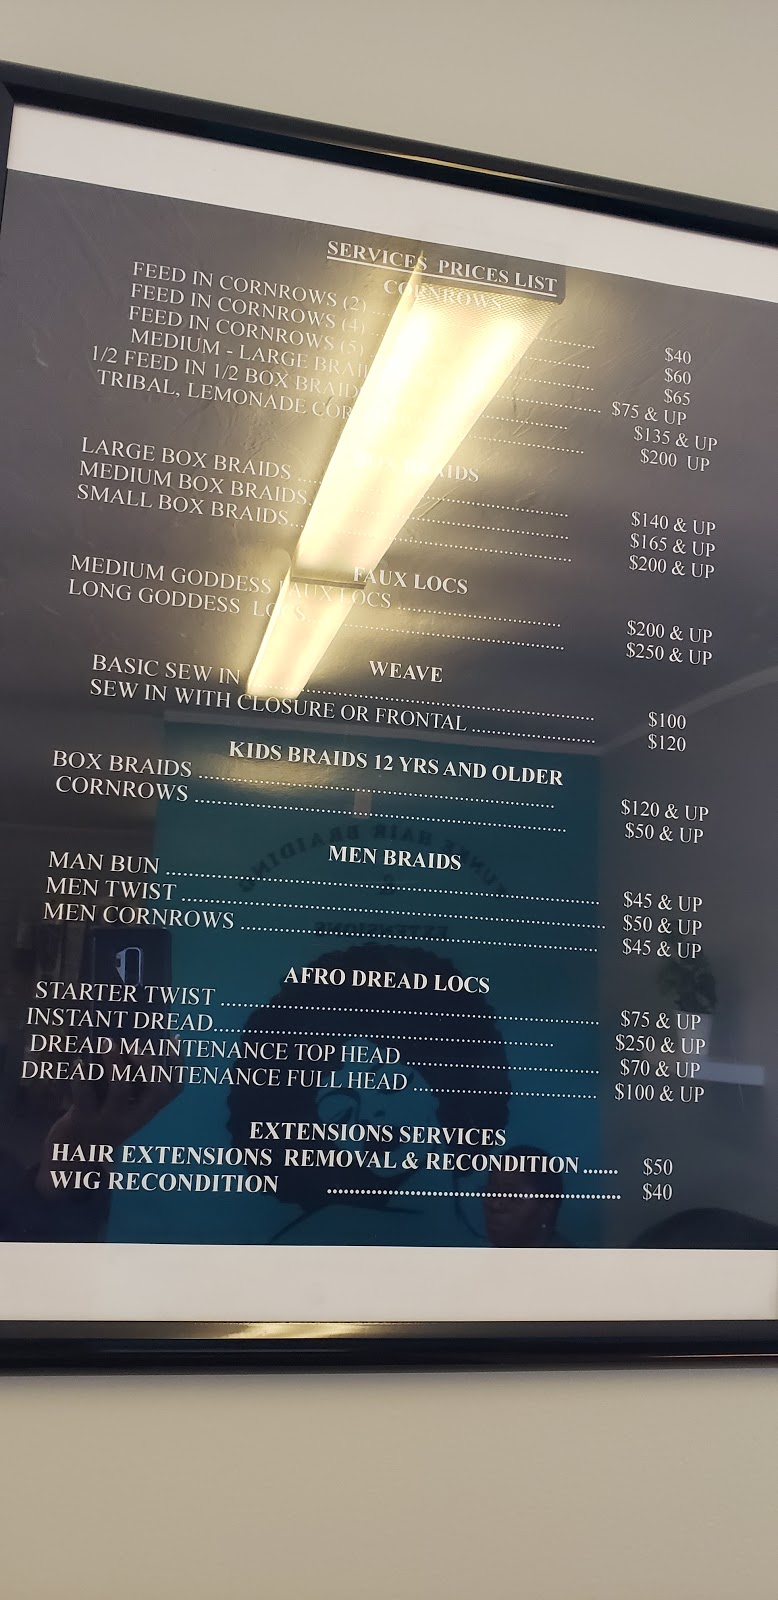 SERVICES PRICES LIST
CORNROWS
FEED IN CORNROWS (2) ........ $40
FEED IN CORNROWS (4) ........ $60
FEED IN CORNROWS (5) ........ $65
MEDIUM - LARGE ........ $75 & UP
1/2 FEED IN 1/2 BOX BRAIDS ........ $135 & UP
TRIBAL, LEMONADE ........ $200 UP
LARGE BOX BRAIDS ........ $140 & UP
MEDIUM BOX BRAIDS ........ $165 & UP
SMALL BOX BRAIDS ........ $200 & UP
FAUX LOCS
MEDIUM GODDESS FAUX LOCS ........ $200 & UP
LONG GODDESS LOCS ........ $250 & UP
WEAVE
BASIC SEW IN ........ $100
SEW IN WITH CLOSURE OR FRONTAL ........ $120
KIDS BRAIDS 12 YRS AND OLDER
BOX BRAIDS ........ $120 & UP
CORNROWS ........ $50 & UP
MEN BRAIDS
MAN BUN ........ $45 & UP
MEN TWIST ........ $50 & UP
MEN CORNROWS ........ $45 & UP
AFRO DREAD LOCS
STARTER TWIST ........ $75 & UP
INSTANT DREAD ........ $250 & UP
DREAD MAINTENANCE TOP HEAD ........ $70 & UP
DREAD MAINTENANCE FULL HEAD ........ $100 & UP
EXTENSIONS SERVICES
HAIR EXTENSIONS REMOVAL & RECONDITION ...... $50
WIG RECONDITION ........ $40